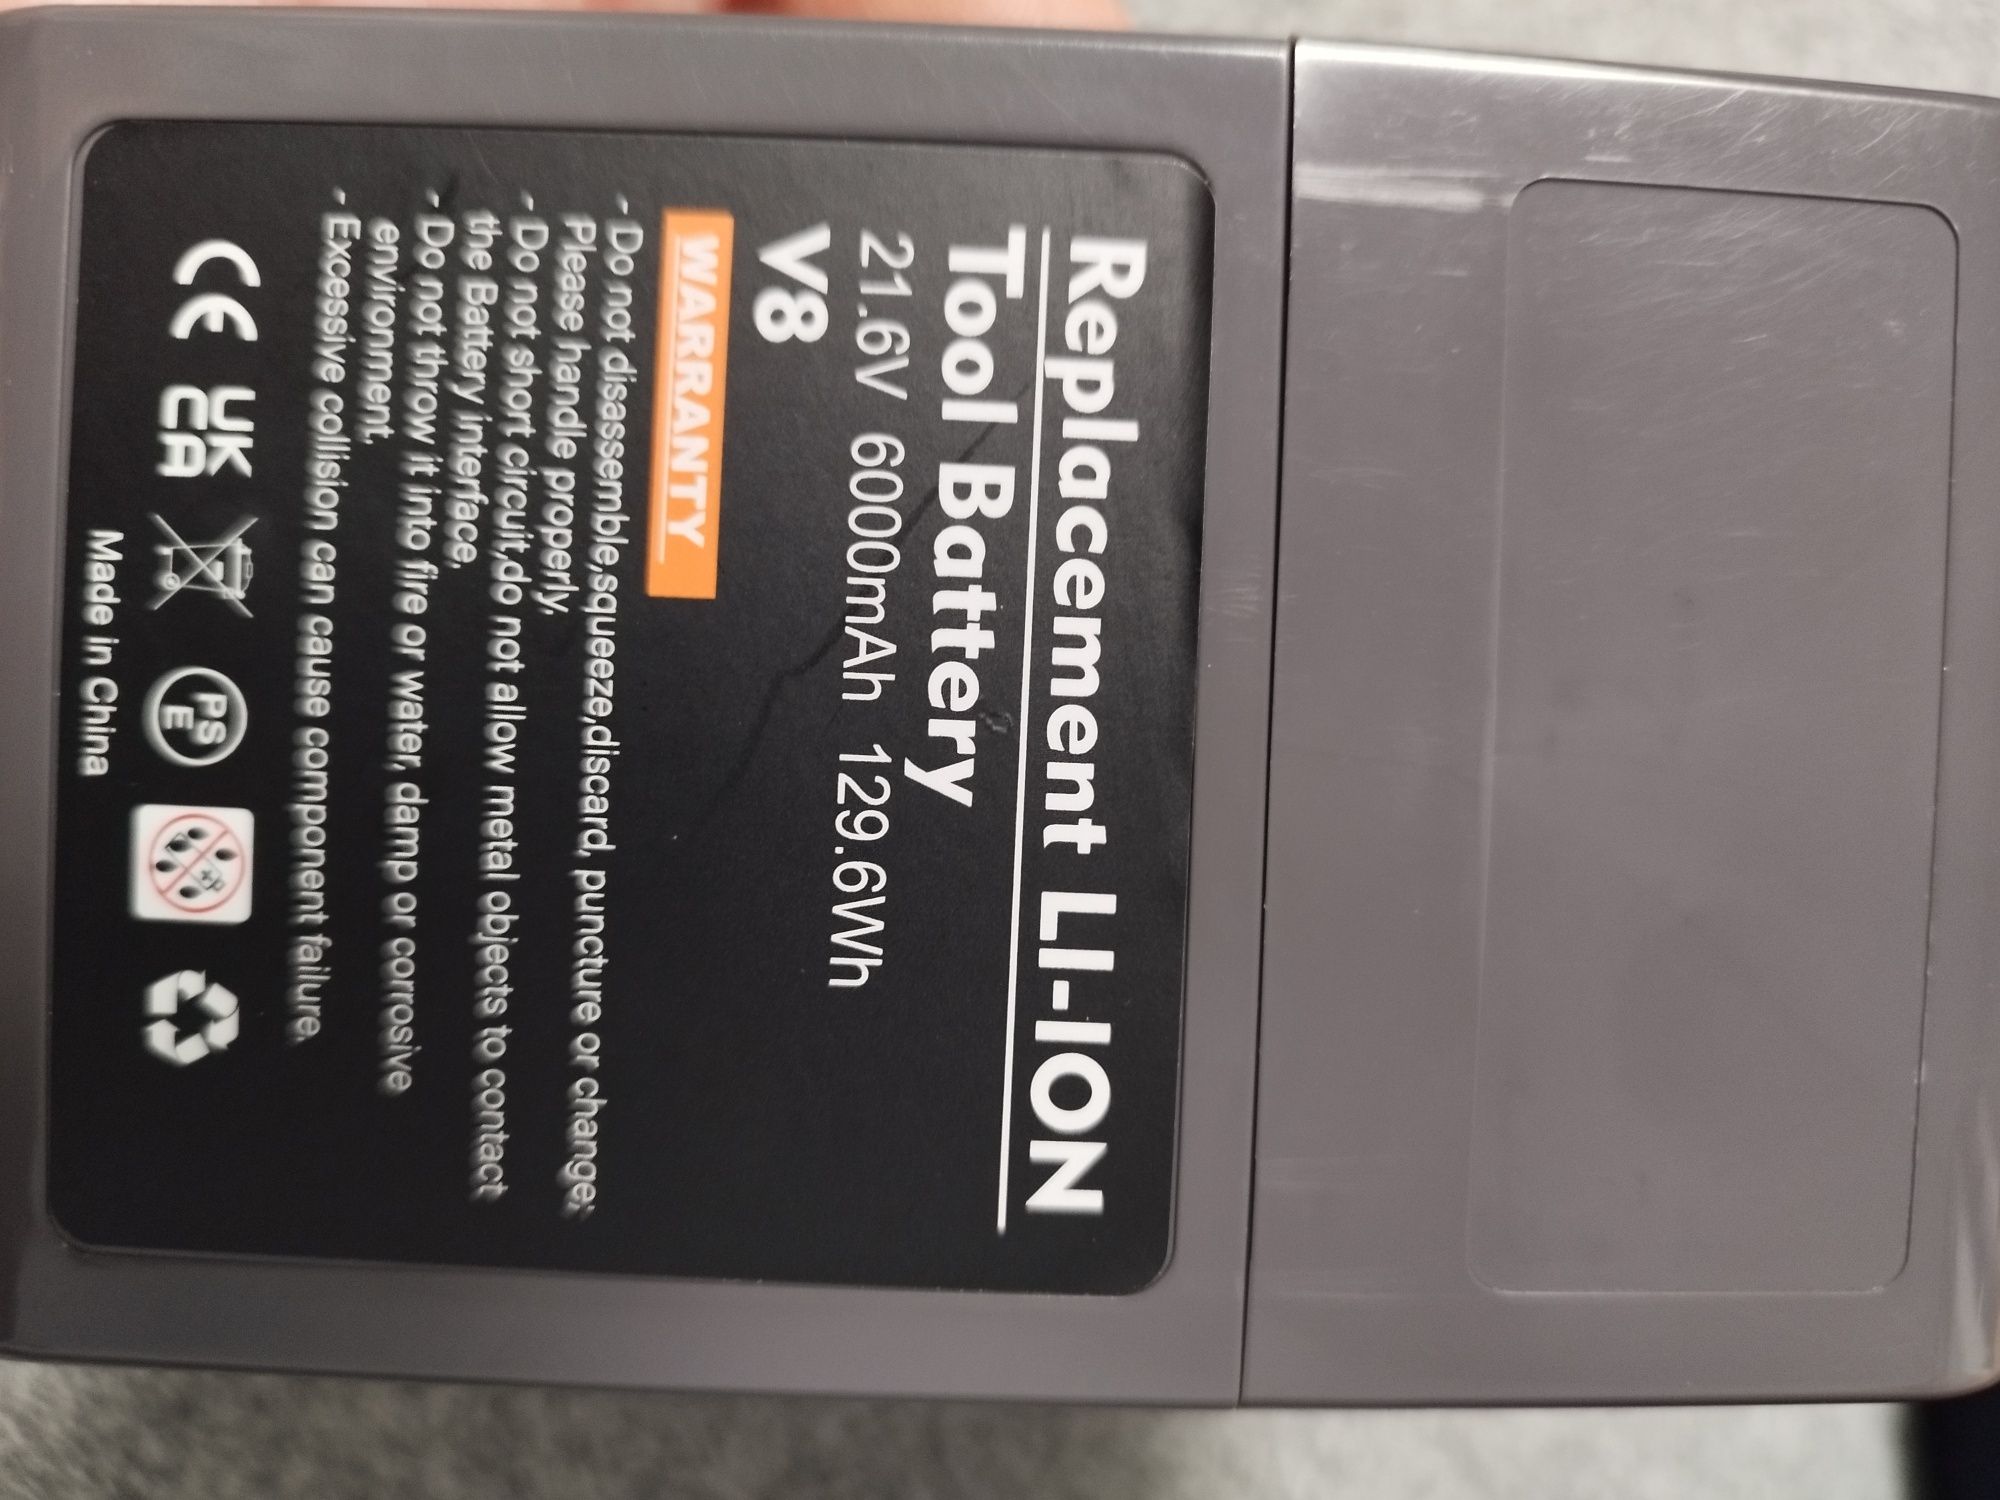 Replacement LI-ION
Tool Battery
21.6V 6000mAh 129.6Wh
V8
WARRANTY
- Do not disassemble,squeeze,discard, puncture or change;
Please handle properly,
- Do not short circuit,do not allow metal objects to contact
the Battery interface,
- Do not throw it into fire or water, damp or corrosive
environment,
- Excessive collision can cause component failure,
CE UK CA PS E
Made in China